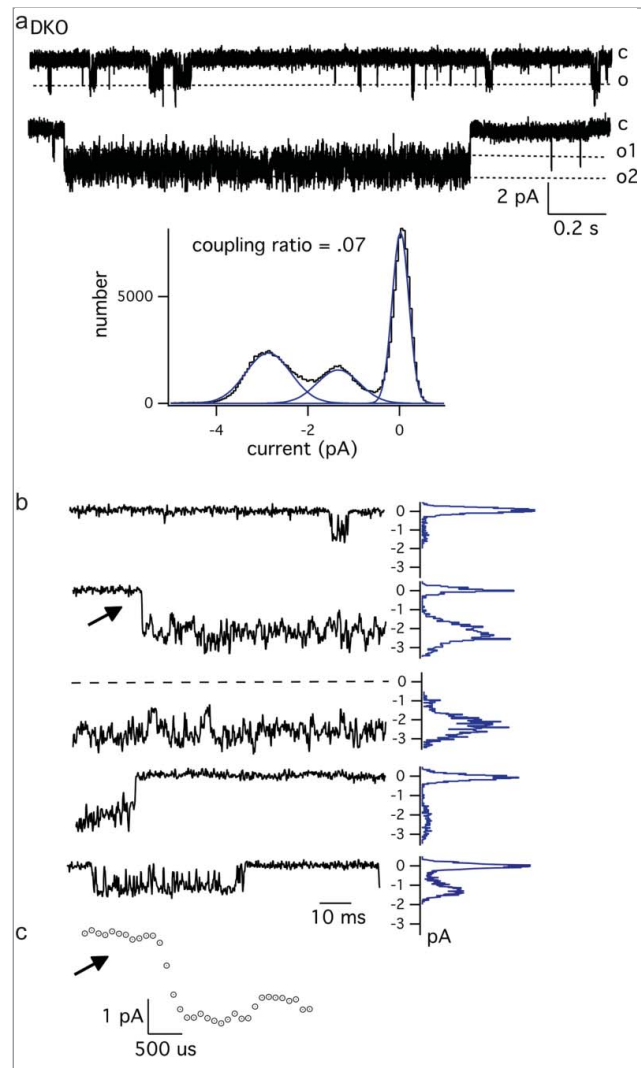 a DKO
c
o
c
o1
o2
2 pA
0.2 s
coupling ratio = .07
number
5000
0
-4 -2 0
current (pA)
b
0
-1
-2
-3
0
-1
-2
-3
0
-1
-2
-3
0
-1
-2
-3
0
-1
-2
-3
10 ms
pA
c
1 pA
500 us